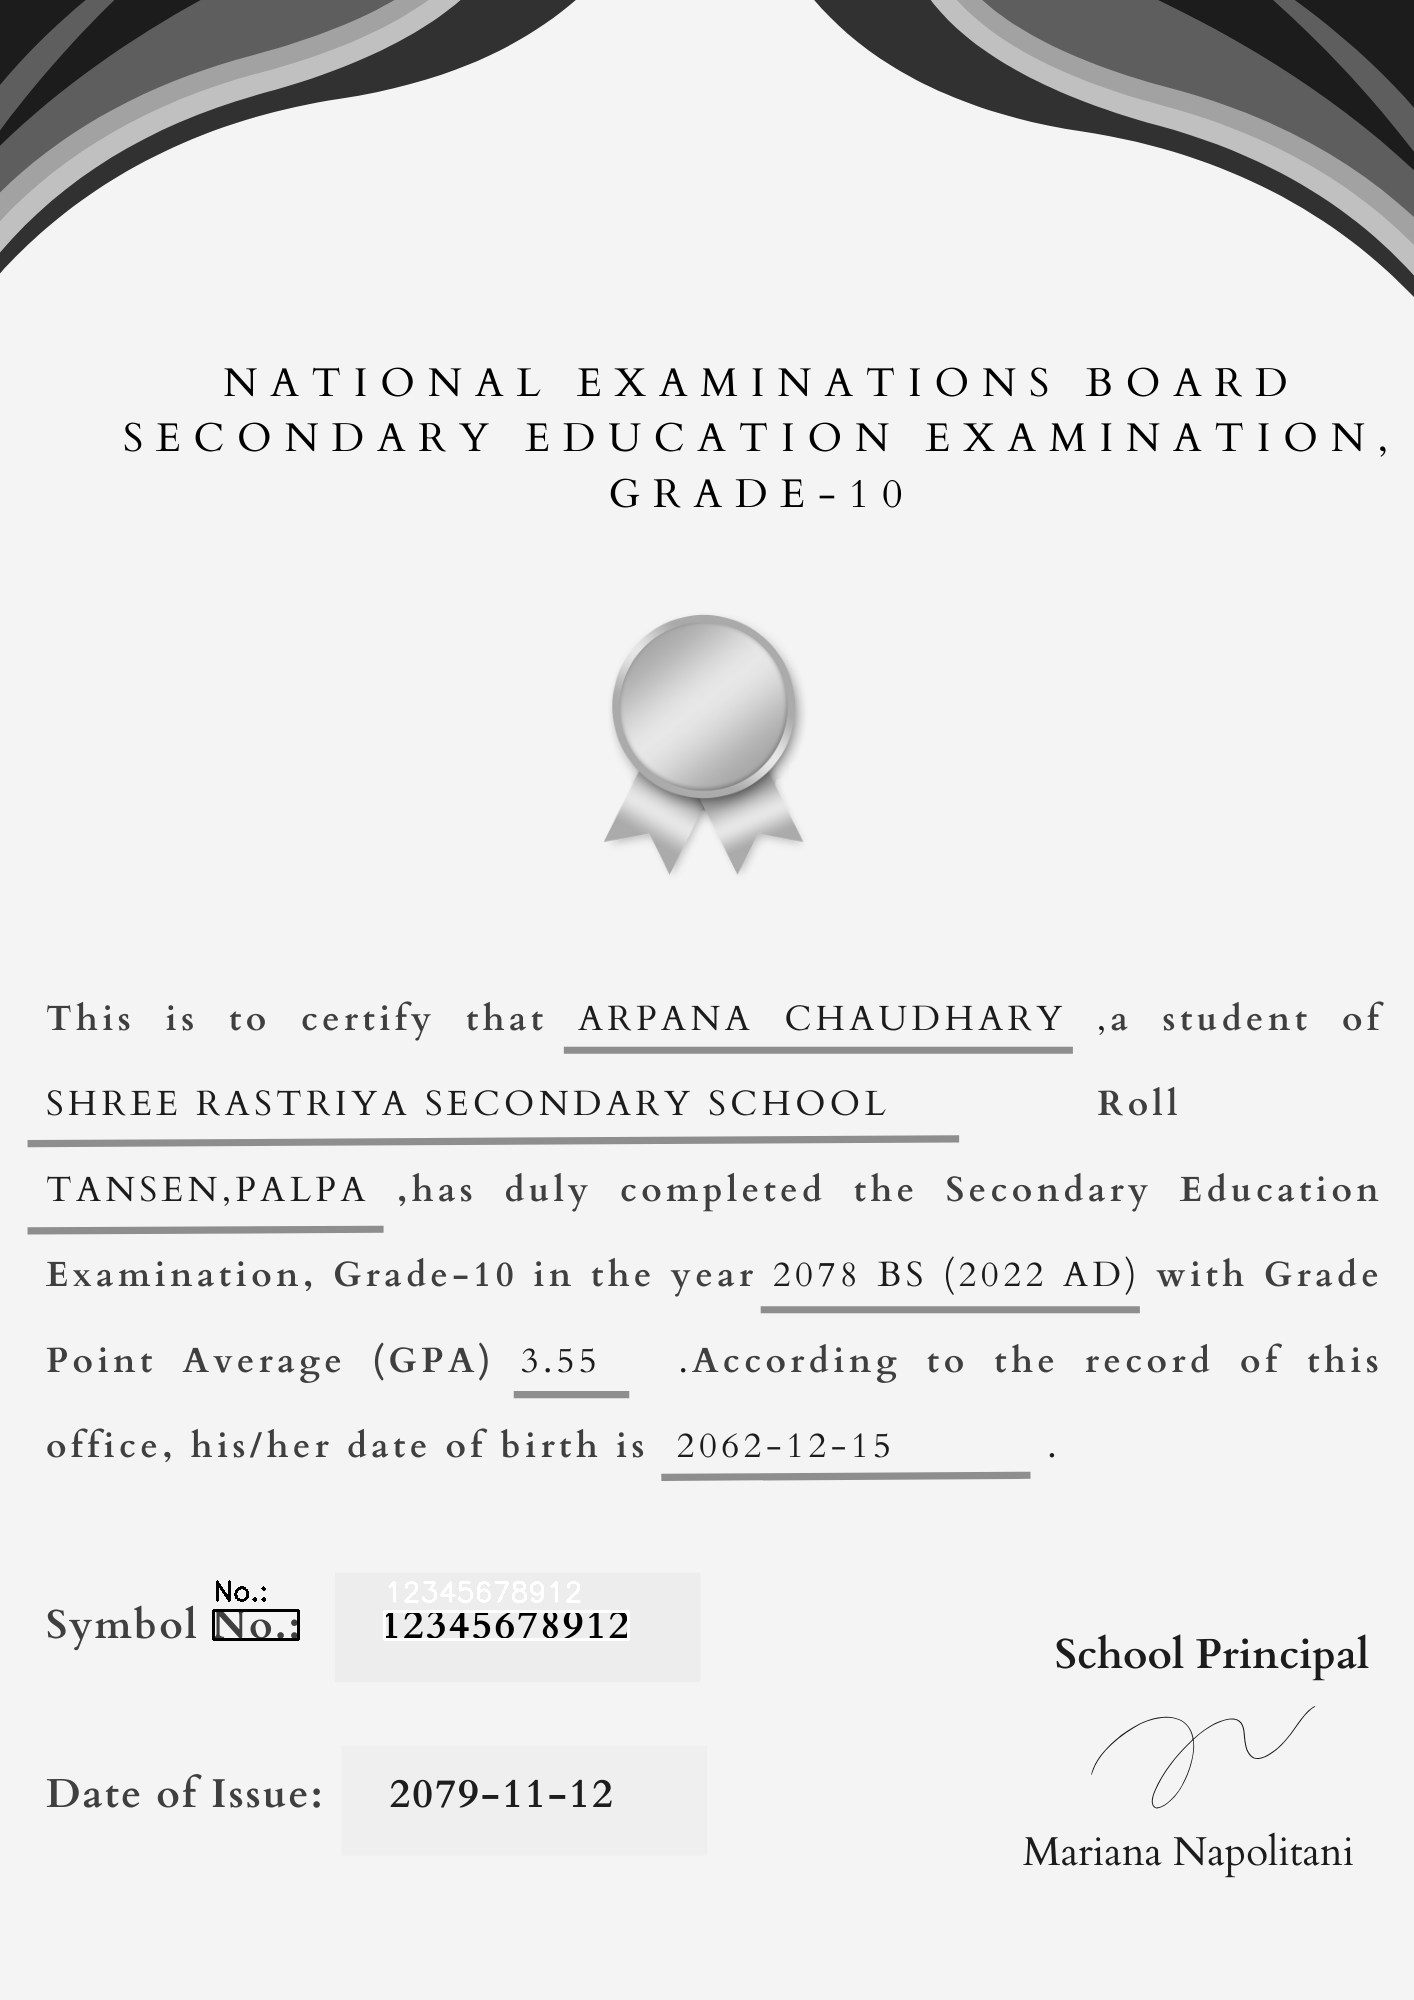 NATIONAL EXAMINATIONS BOARD
SECONDARY EDUCATION EXAMINATION,
GRADE-10
This is to certify that ARPANA CHAUDHARY ,a student of
SHREE RASTRIYA SECONDARY SCHOOL Roll
TANSEN,PALPA ,has duly completed the Secondary Education
Examination, Grade-10 in the year 2078 BS (2022 AD) with Grade
Point Average (GPA) 3.55 .According to the record of this
office, his/her date of birth is 2062-12-15 .
No.: 12345678912
Symbol No.: 12345678912
School Principal
Date of Issue: 2079-11-12
Mariana Napolitani